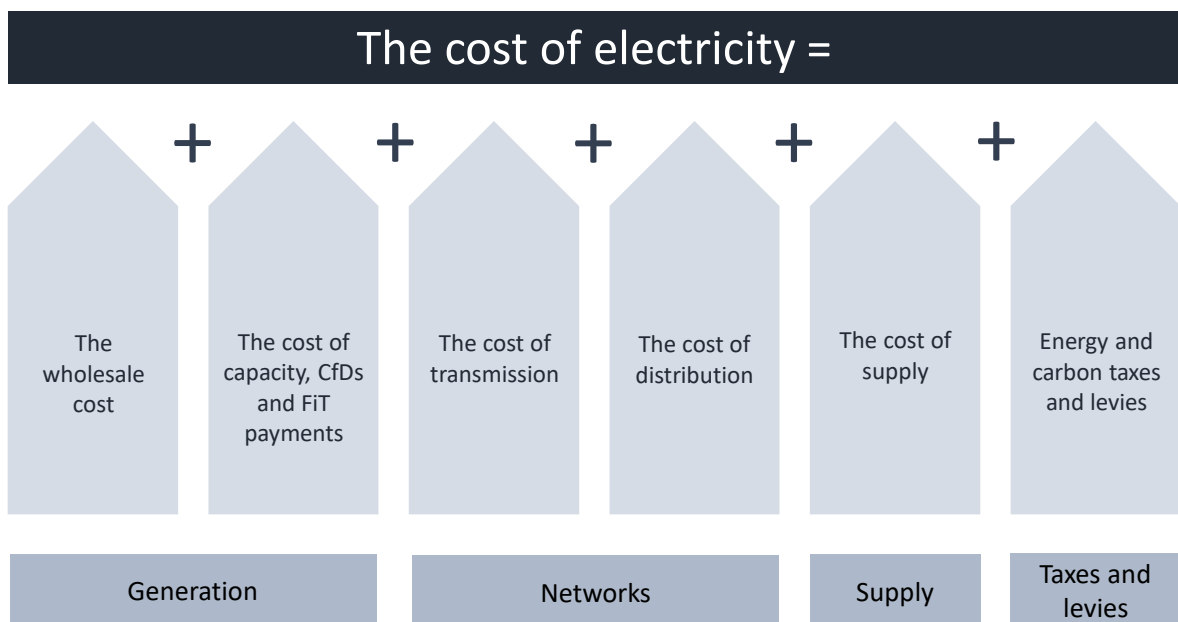 The cost of electricity =
+
+
+
+
+
The
wholesale
cost
The cost of
capacity, CfDs
and FiT
payments
The cost of
transmission
The cost of
distribution
The cost of
supply
Energy and
carbon taxes
and levies
Generation
Networks
Supply
Taxes and
levies